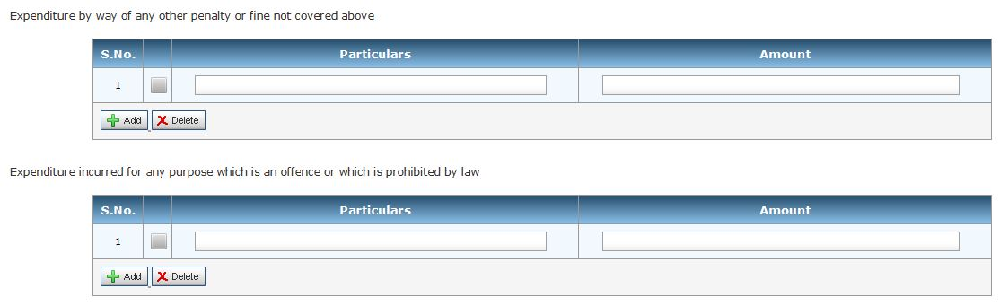 Expenditure by way of any other penalty or fine not covered above
S.No. Particulars Amount
1
Add Delete
Expenditure incurred for any purpose which is an offence or which is prohibited by law
S.No. Particulars Amount
1
Add Delete